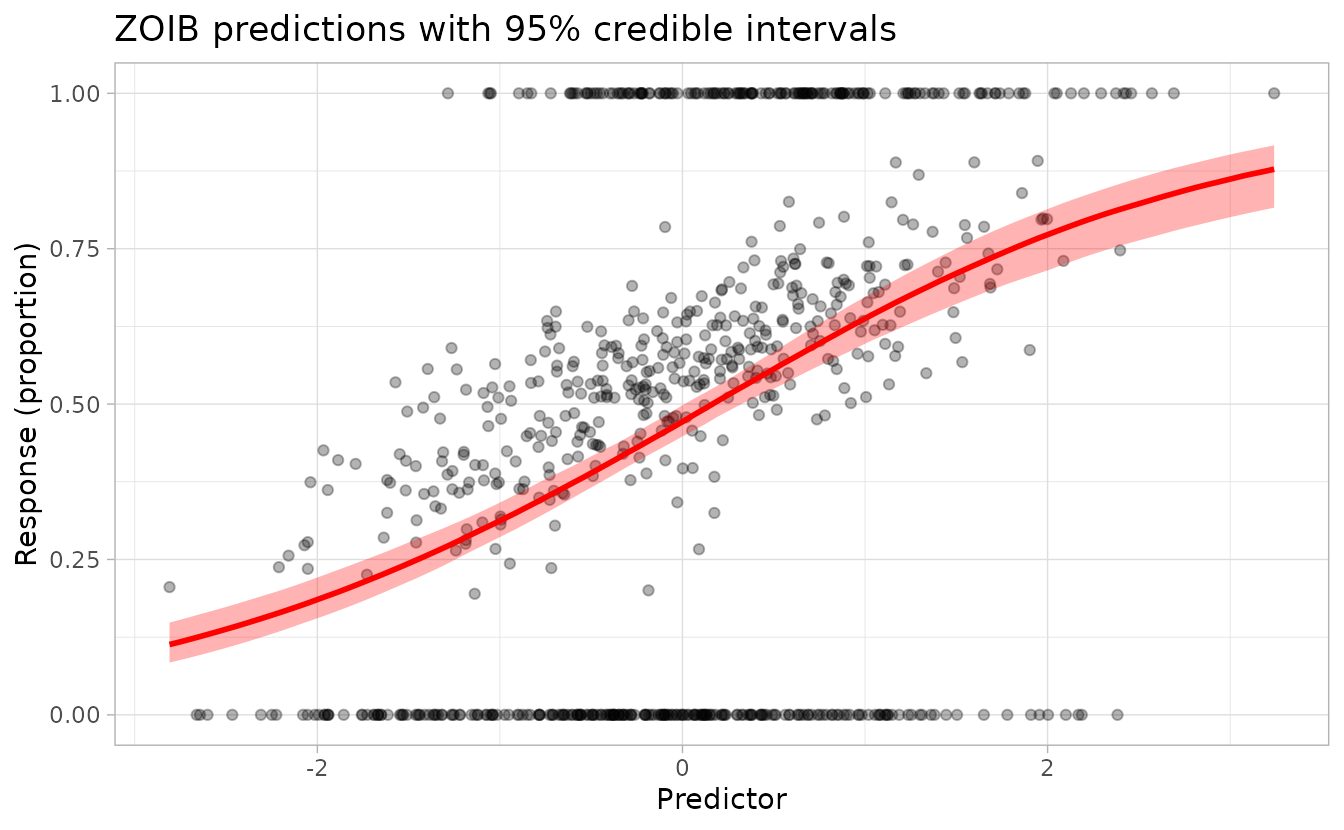 ZOIB predictions with 95% credible intervals
1.00
0.75
0.50
0.25
0.00
Response (proportion)
-2
0
2
Predictor